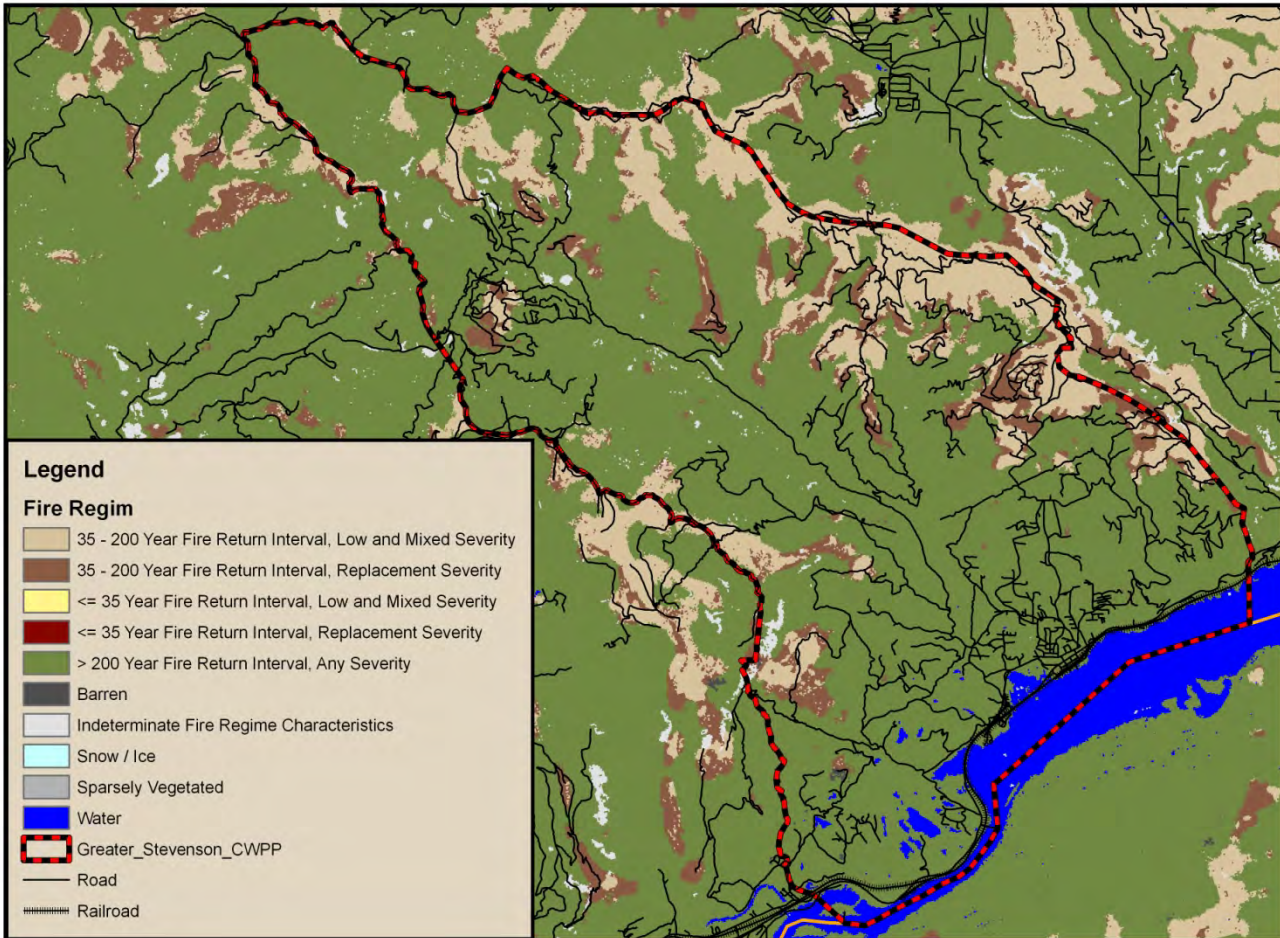 Legend
Fire Regim
35 - 200 Year Fire Return Interval, Low and Mixed Severity
35 - 200 Year Fire Return Interval, Replacement Severity
<= 35 Year Fire Return Interval, Low and Mixed Severity
<= 35 Year Fire Return Interval, Replacement Severity
> 200 Year Fire Return Interval, Any Severity
Barren
Indeterminate Fire Regime Characteristics
Snow / Ice
Sparsely Vegetated
Water
Greater_Stevenson_CWPP
Road
Railroad